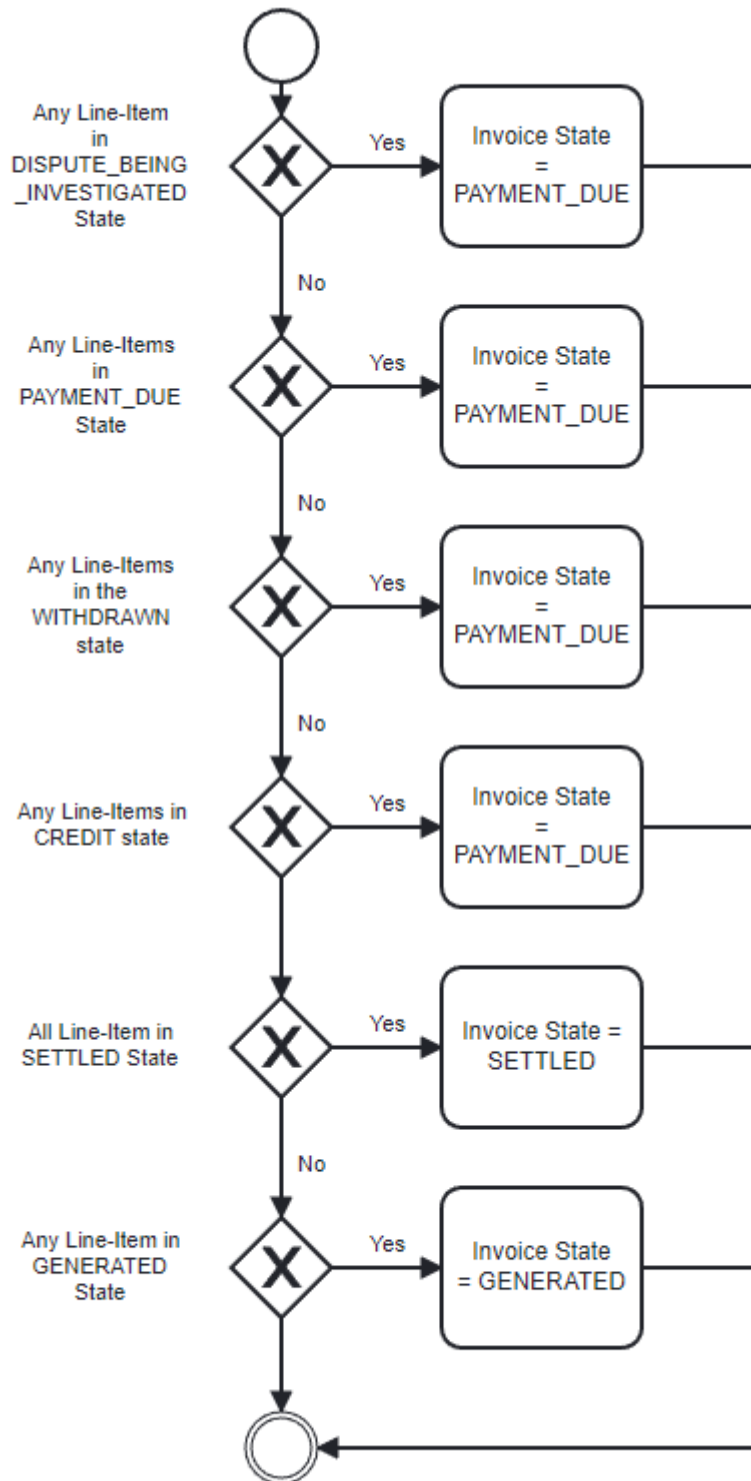 Any Line-Item
in
DISPUTE_BEING
_INVESTIGATED
State
Yes
Invoice State
=
PAYMENT_DUE
No
Any Line-Items
in
PAYMENT_DUE
State
Yes
Invoice State
=
PAYMENT_DUE
No
Any Line-Items
in the
WITHDRAWN
state
Yes
Invoice State
=
PAYMENT_DUE
No
Any Line-Items in
CREDIT state
Yes
Invoice State
=
PAYMENT_DUE
All Line-Item in
SETTLED State
Yes
Invoice State =
SETTLED
No
Any Line-Item in
GENERATED
State
Yes
Invoice State
= GENERATED